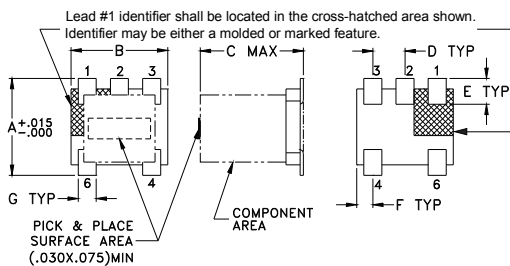 Lead #1 identifier shall be located in the cross-hatched area shown.
Identifier may be either a molded or marked feature.
B
C MAX
D TYP
1 2 3
3 2 1
E TYP
A+.015
-.000
6 4
4 6
G TYP
F TYP
PICK & PLACE
SURFACE AREA
(.030X.075)MIN
COMPONENT
AREA